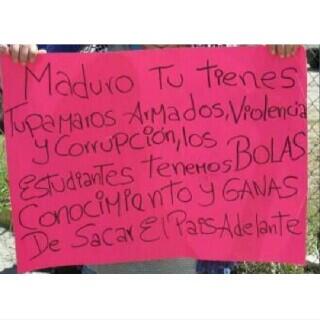 Maduro Tu tienes
Tupamaros Armados, Violencia
y Corrupción, los
Estudiantes tenemos BOLAS
Conocimiento y GANAS
De Sacar El País Adelante